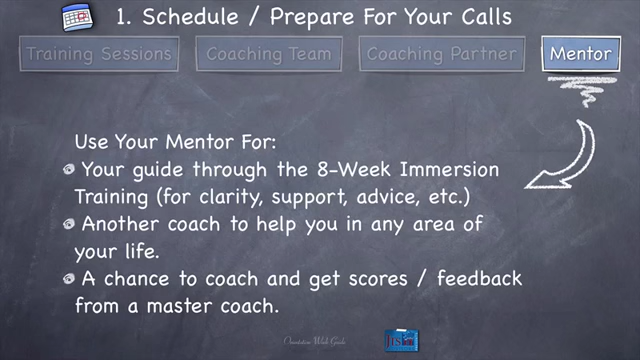 1. Schedule / Prepare For Your Calls
Training Sessions Coaching Team Coaching Partner Mentor
Use Your Mentor For:
Your guide through the 8-Week Immersion
Training (for clarity, support, advice, etc.)
Another coach to help you in any area of
your life.
A chance to coach and get scores / feedback
from a master coach.